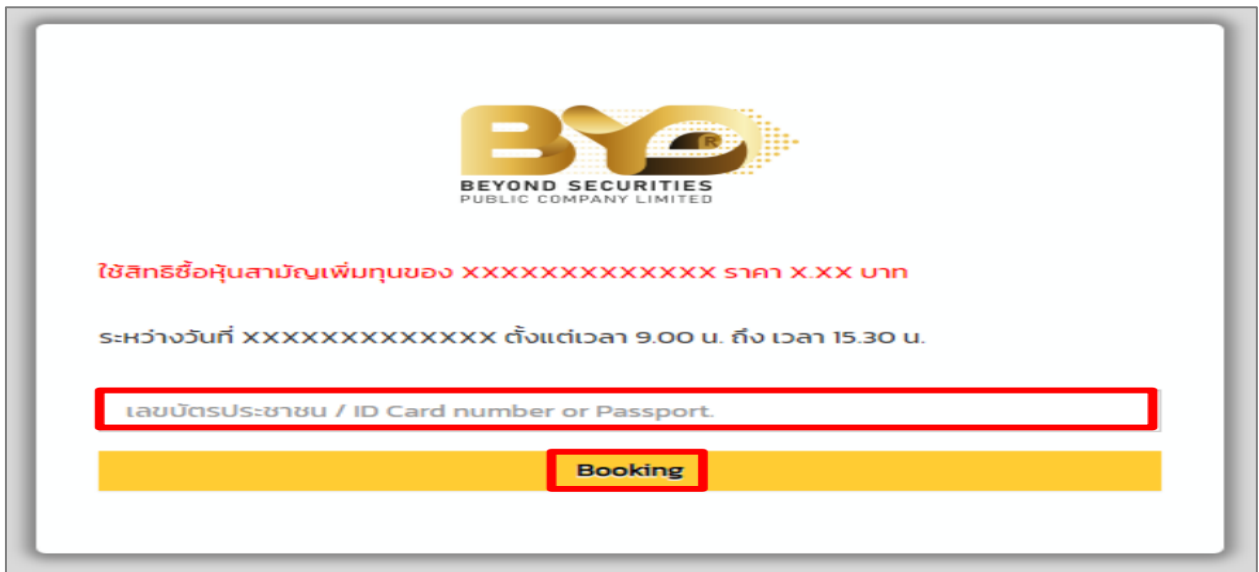 BYD
R
BEYOND SECURITIES
PUBLIC COMPANY LIMITED
ใช้สิทธิซื้อหุ้นสามัญเพิ่มทุนของ XXXXXXXXXXXXX ราคา X.XX บาท
ระหว่างวันที่ XXXXXXXXXXXXX ตั้งแต่เวลา 9.00 น. ถึง เวลา 15.30 น.
เลขบัตรประชาชน / ID Card number or Passport.
Booking